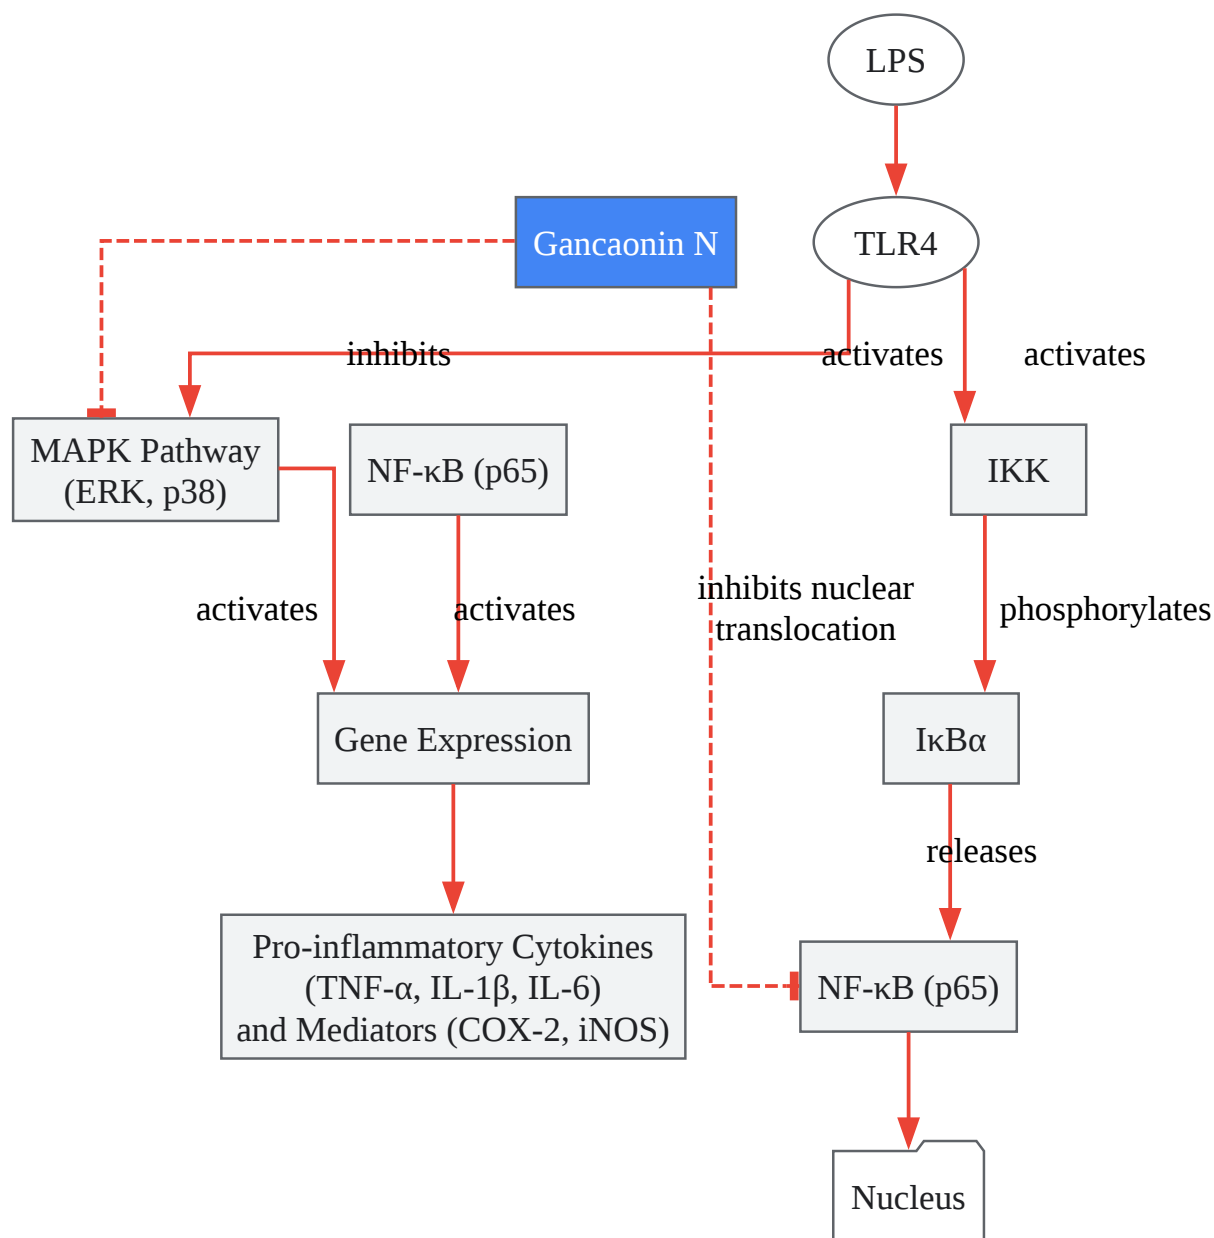 LPS
Gancaonin N
TLR4
inhibits
activates
activates
MAPK Pathway
(ERK, p38)
NF-κB (p65)
IKK
activates
activates
inhibits nuclear
translocation
phosphorylates
Gene Expression
IκBα
releases
Pro-inflammatory Cytokines
(TNF-α, IL-1β, IL-6)
and Mediators (COX-2, iNOS)
NF-κB (p65)
Nucleus